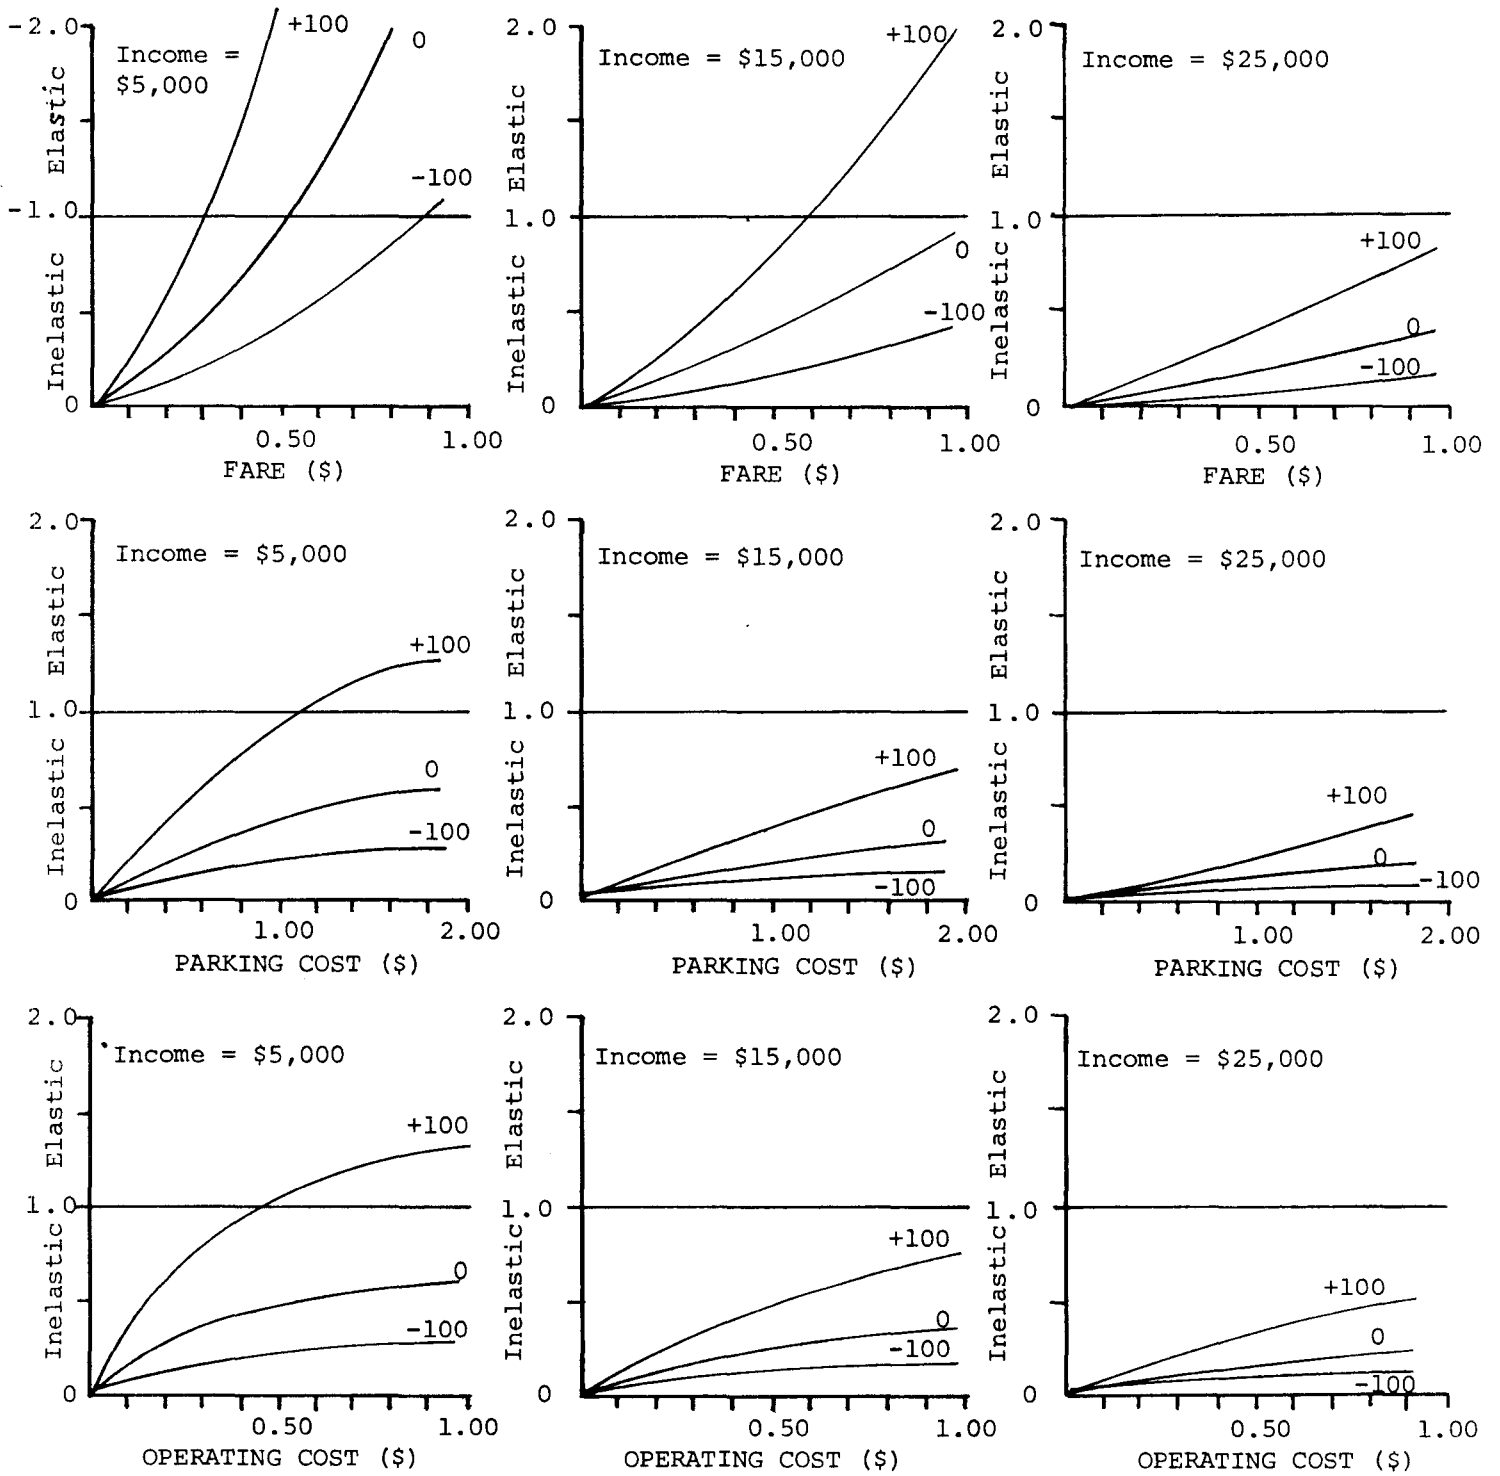 -2.0
Elastic
-1.0
Inelastic
0
Income =
$5,000
+100
0
-100
0.50
1.00
FARE ($)
2.0
Elastic
1.0
Inelastic
0
Income = $15,000
+100
0
-100
0.50
1.00
FARE ($)
2.0
Elastic
1.0
Inelastic
0
Income = $25,000
+100
0
-100
0.50
1.00
FARE ($)
2.0
Elastic
1.0
Inelastic
0
Income = $5,000
+100
0
-100
1.00
2.00
PARKING COST ($)
2.0
Elastic
1.0
Inelastic
0
Income = $15,000
+100
0
-100
1.00
2.00
PARKING COST ($)
2.0
Elastic
1.0
Inelastic
0
Income = $25,000
+100
0
-100
1.00
2.00
PARKING COST ($)
2.0
Elastic
1.0
Inelastic
0
Income = $5,000
+100
0
-100
0.50
1.00
OPERATING COST ($)
2.0
Elastic
1.0
Inelastic
0
Income = $15,000
+100
0
-100
0.50
1.00
OPERATING COST ($)
2.0
Elastic
1.0
Inelastic
0
Income = $25,000
+100
0
-100
0.50
1.00
OPERATING COST ($)